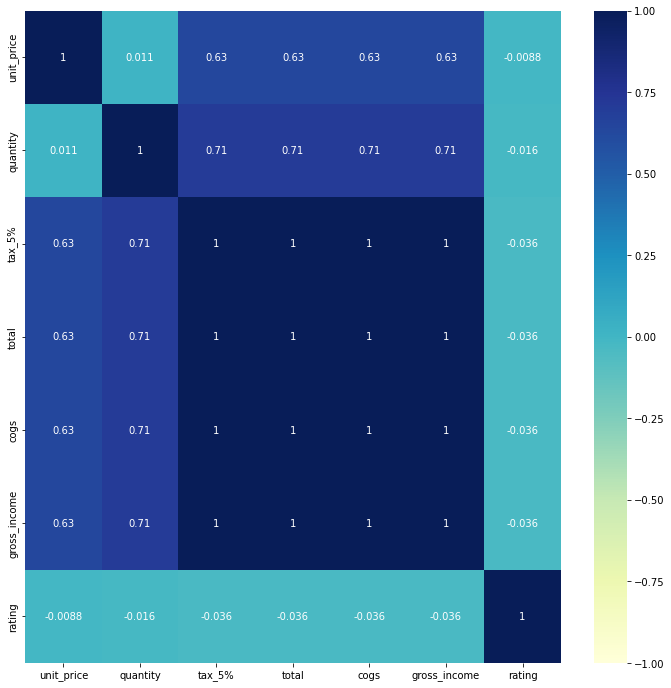 unit_price 1 0.011 0.63 0.63 0.63 0.63 -0.0088
quantity 0.011 1 0.71 0.71 0.71 0.71 -0.016
tax_5% 0.63 0.71 1 1 1 1 -0.036
total 0.63 0.71 1 1 1 1 -0.036
cogs 0.63 0.71 1 1 1 1 -0.036
gross_income 0.63 0.71 1 1 1 1 -0.036
rating -0.0088 -0.016 -0.036 -0.036 -0.036 -0.036 1
unit_price quantity tax_5% total cogs gross_income rating
1.00
0.75
0.50
0.25
0.00
-0.25
-0.50
-0.75
-1.00